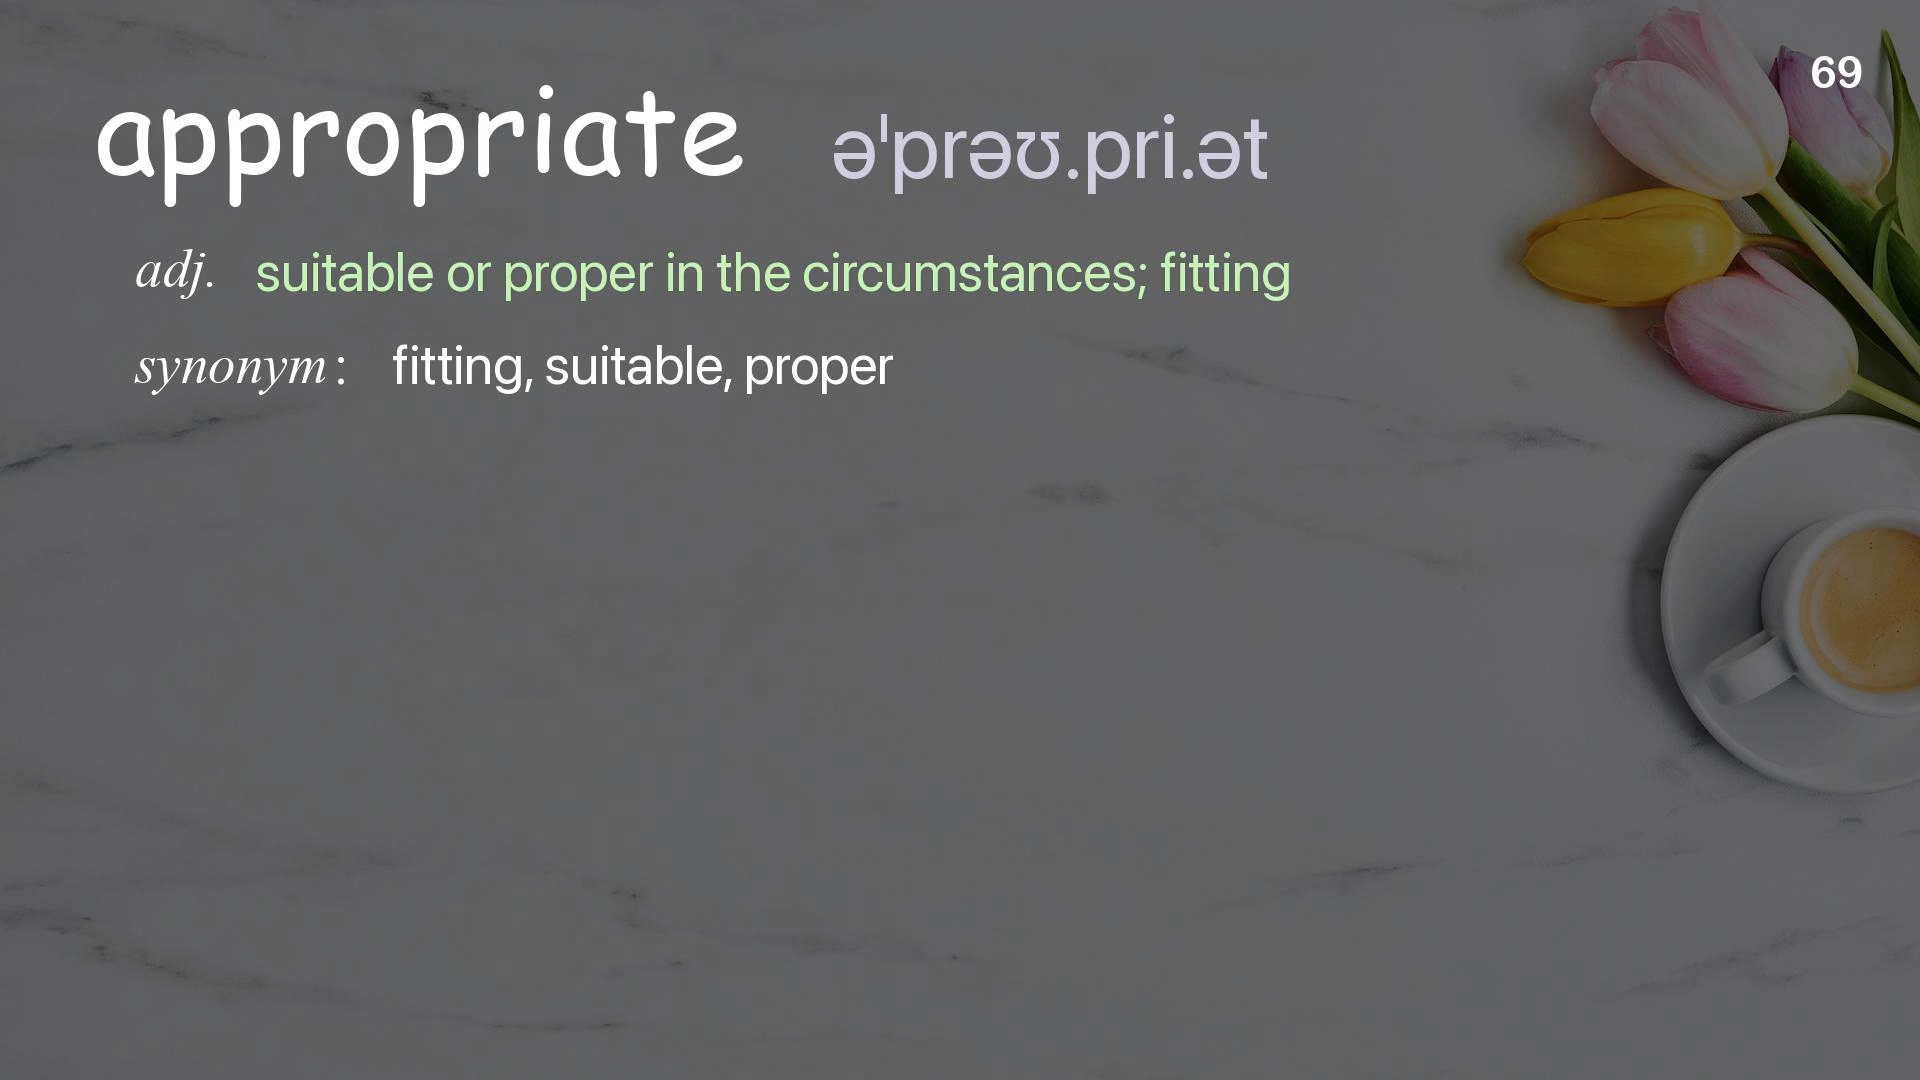 69
appropriate əˈprəʊ.pri.ət
adj. suitable or proper in the circumstances; fitting
synonym: fitting, suitable, proper